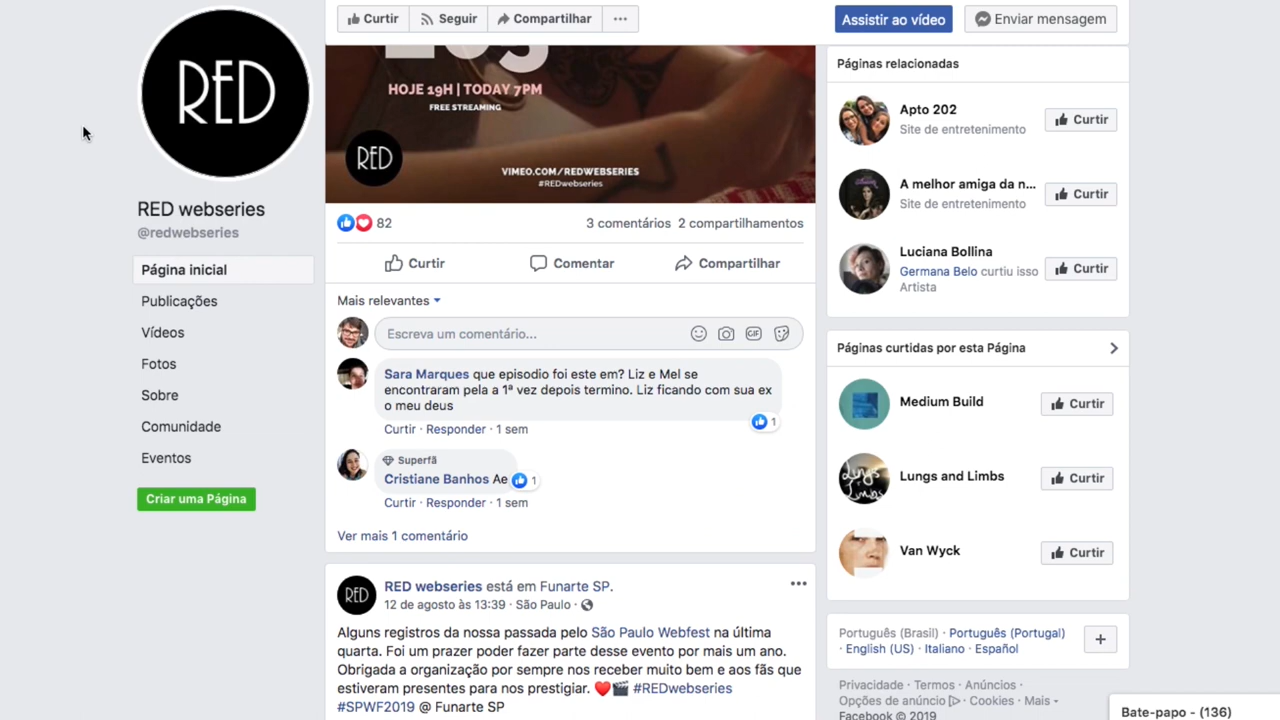 Curtir
Seguir
Compartilhar
Assistir ao vídeo
Enviar mensagem
RED
RED webseries
@redwebseries
Página inicial
Publicações
Vídeos
Fotos
Sobre
Comunidade
Eventos
Criar uma Página
HOJE 19H | TODAY 7PM
FREE STREAMING
RED
VIMEO.COM/REDWEBSERIES
#REDwebseries
82
3 comentários 2 compartilhamentos
Curtir
Comentar
Compartilhar
Mais relevantes
Escreva um comentário...
GIF
Sara Marques que episodio foi este em? Liz e Mel se
encontraram pela a 1ª vez depois termino. Liz ficando com sua ex
o meu deus
1
Curtir · Responder · 1 sem
Superfã
Cristiane Banhos Ae
1
Curtir · Responder · 1 sem
Ver mais 1 comentário
RED
RED webseries está em Funarte SP.
12 de agosto às 13:39 · São Paulo ·
Alguns registros da nossa passada pelo São Paulo Webfest na última
quarta. Foi um prazer poder fazer parte desse evento por mais um ano.
Obrigada a organização por sempre nos receber muito bem e aos fãs que
estiveram presentes para nos prestigiar. ❤️🎬 #REDwebseries
#SPWF2019 @ Funarte SP
Páginas relacionadas
Apto 202
Site de entretenimento
Curtir
A melhor amiga da n...
Site de entretenimento
Curtir
Luciana Bollina
Germana Belo curtiu isso
Artista
Curtir
Páginas curtidas por esta Página
Medium Build
Curtir
Lungs and Limbs
Lungs
Limbs
Curtir
Van Wyck
Curtir
Português (Brasil) · Português (Portugal)
· English (US) · Italiano · Español
Privacidade · Termos · Anúncios ·
Opções de anúncio · Cookies · Mais
Facebook © 2019
Bate-papo - (136)